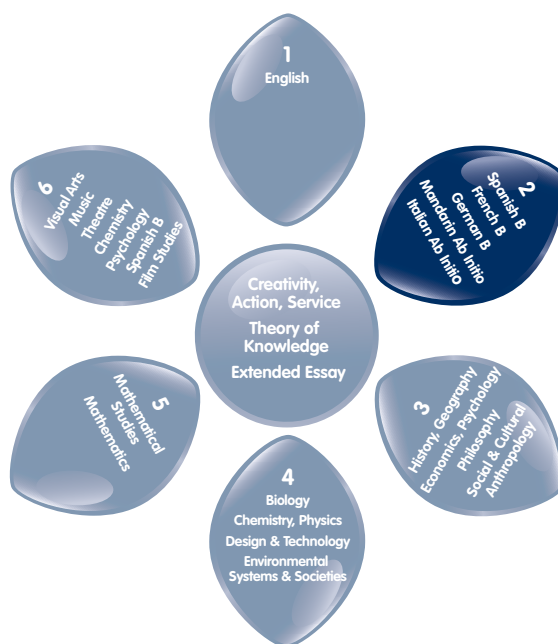 1
English
2
Spanish B
French B
German B
Mandarin Ab Initio
Italian Ab InitiO
3
History, Geography
Economics, Psychology
Philosophy
Social & Cultural
Anthropology
4
Biology
Chemistry, Physics
Design & Technology
Environmental
Systems & Societies
5
Mathematical
Studies
Mathematics
6
Visual Arts
Music
Theatre
Chemistry
Psychology
Spanish B
Film Studies
Creativity,
Action, Service
Theory of
Knowledge
Extended Essay